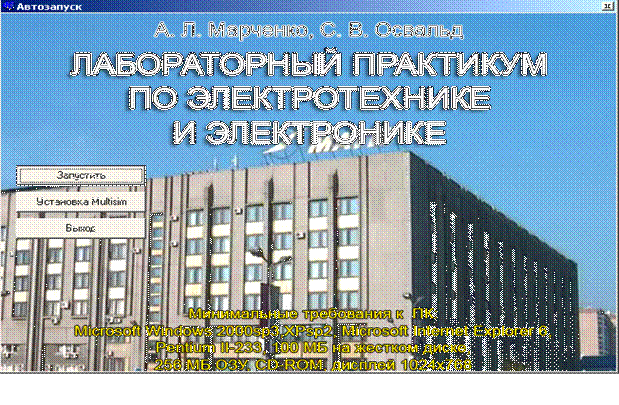 Автозапуск
А. Л. Марченко, С. В. Освальд
ЛАБОРАТОРНЫЙ ПРАКТИКУМ
ПО ЭЛЕКТРОТЕХНИКЕ
И ЭЛЕКТРОНИКЕ
Запустить
Установка Multisim
Выход
Минимальные требования к ПК
Microsoft Windows 2000sp3,XPsp2, Microsoft Internet Explorer 6,
Pentium II-233, 100 МБ на жестком диске,
256 МБ ОЗУ, CD-ROM, дисплей 1024x768